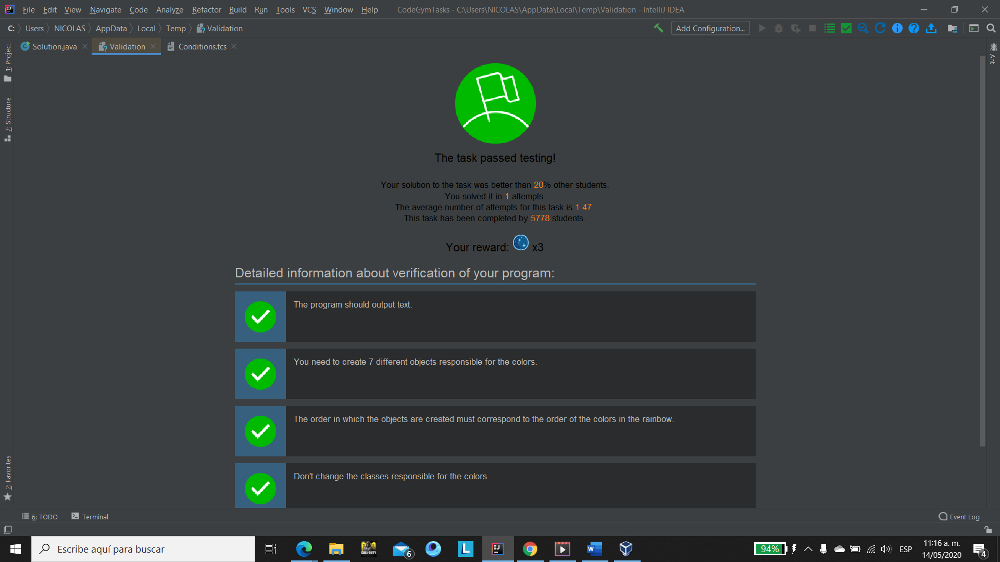 File Edit View Navigate Code Analyze Refactor Build Run Tools VCS Window Help CodeGymTasks - C:\Users\NICOLAS\AppData\Local\Temp\Validation - IntelliJ IDEA
C: Users NICOLAS AppData Local Temp Validation Add Configuration...
Solution.java Validation Conditions.tcs
1: Project
7: Structure
2: Favorites
Ant
The task passed testing!
Your solution to the task was better than 20% other students.
You solved it in 1 attempts.
The average number of attempts for this task is 1.47.
This task has been completed by 5778 students.
Your reward: x3
Detailed information about verification of your program:
The program should output text.
You need to create 7 different objects responsible for the colors.
The order in which the objects are created must correspond to the order of the colors in the rainbow.
Don't change the classes responsible for the colors.
6: TODO Terminal Event Log
Escribe aquí para buscar
CALL OF DUTY
6
L
IJ
W
94%
ESP
11:16 a. m.
14/05/2020
4